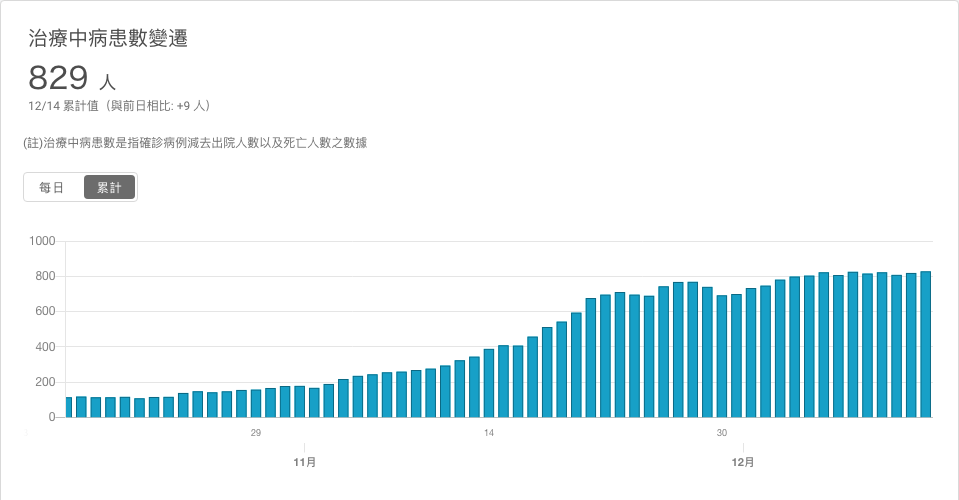 治療中病患數變遷
829 人
12/14 累計值（與前日相比: +9 人）
(註)治療中病患數是指確診病例減去出院人數以及死亡人數之數據
每日 累計
1000
800
600
400
200
0
29 14 30
11月 12月